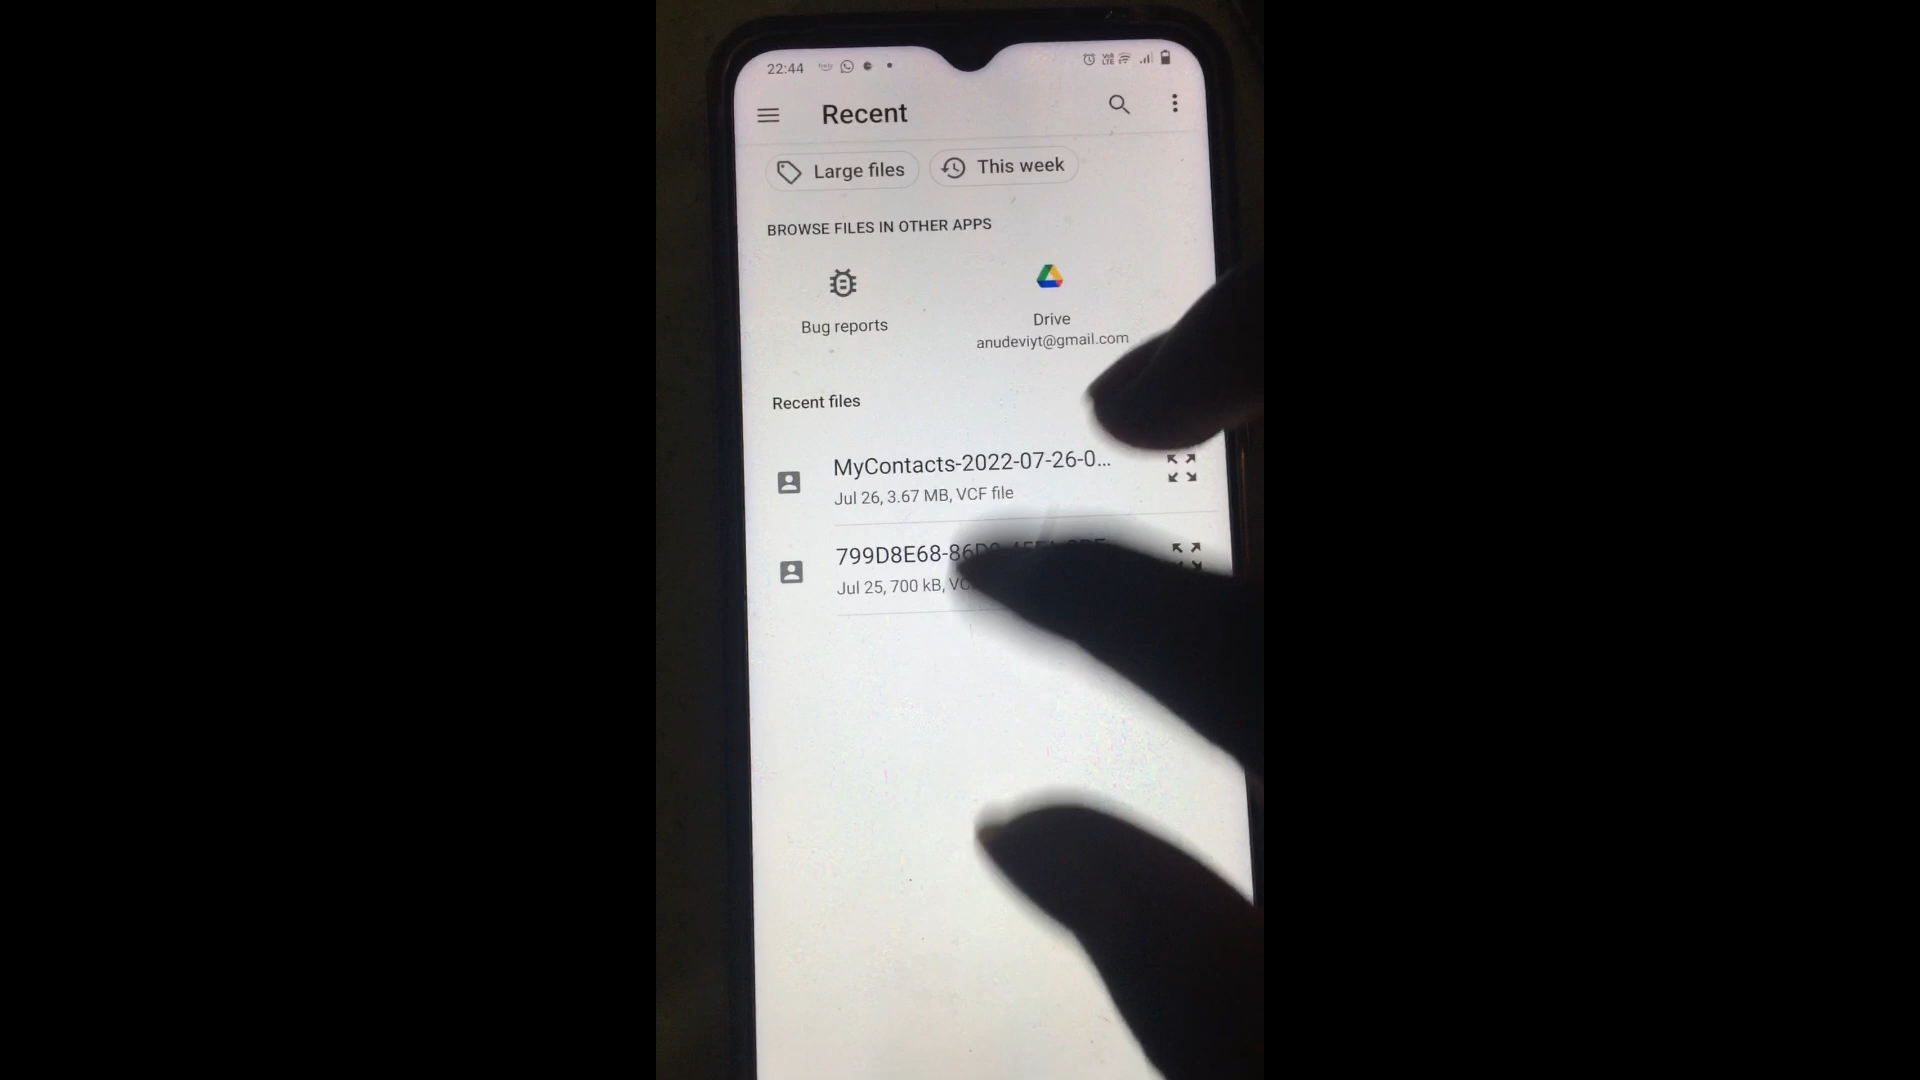 22:44
Recent
Large files
This week
BROWSE FILES IN OTHER APPS
Bug reports
Drive
anudeviyt@gmail.com
Recent files
MyContacts-2022-07-26-0...
Jul 26, 3.67 MB, VCF file
799D8E68-86D
Jul 25, 700 kB,